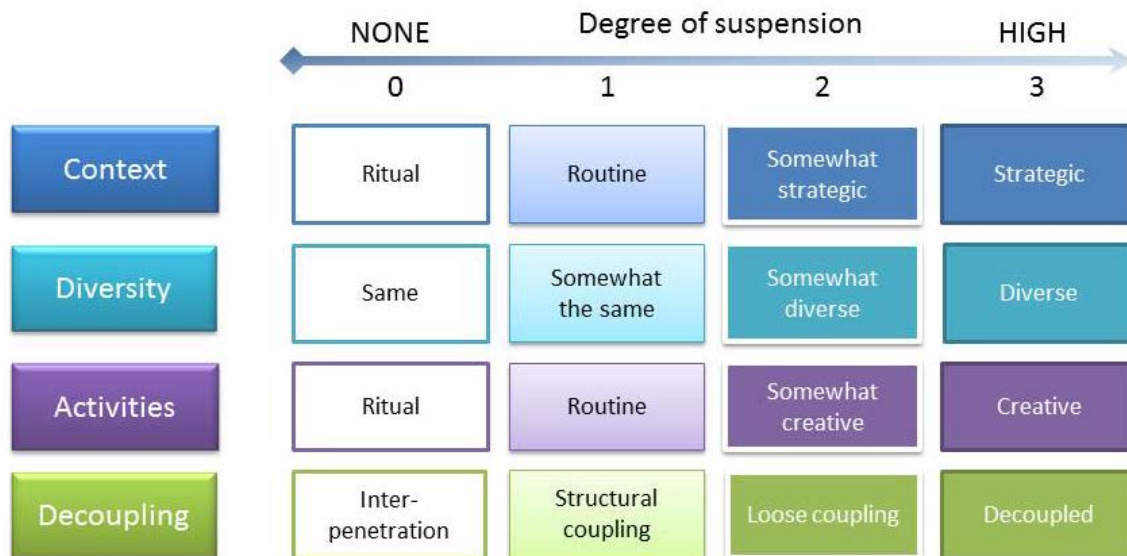 NONE Degree of suspension HIGH
0 1 2 3
Context
Ritual
Routine
Somewhat
strategic
Strategic
Diversity
Same
Somewhat
the same
Somewhat
diverse
Diverse
Activities
Ritual
Routine
Somewhat
creative
Creative
Decoupling
Inter-
penetration
Structural
coupling
Loose coupling
Decoupled